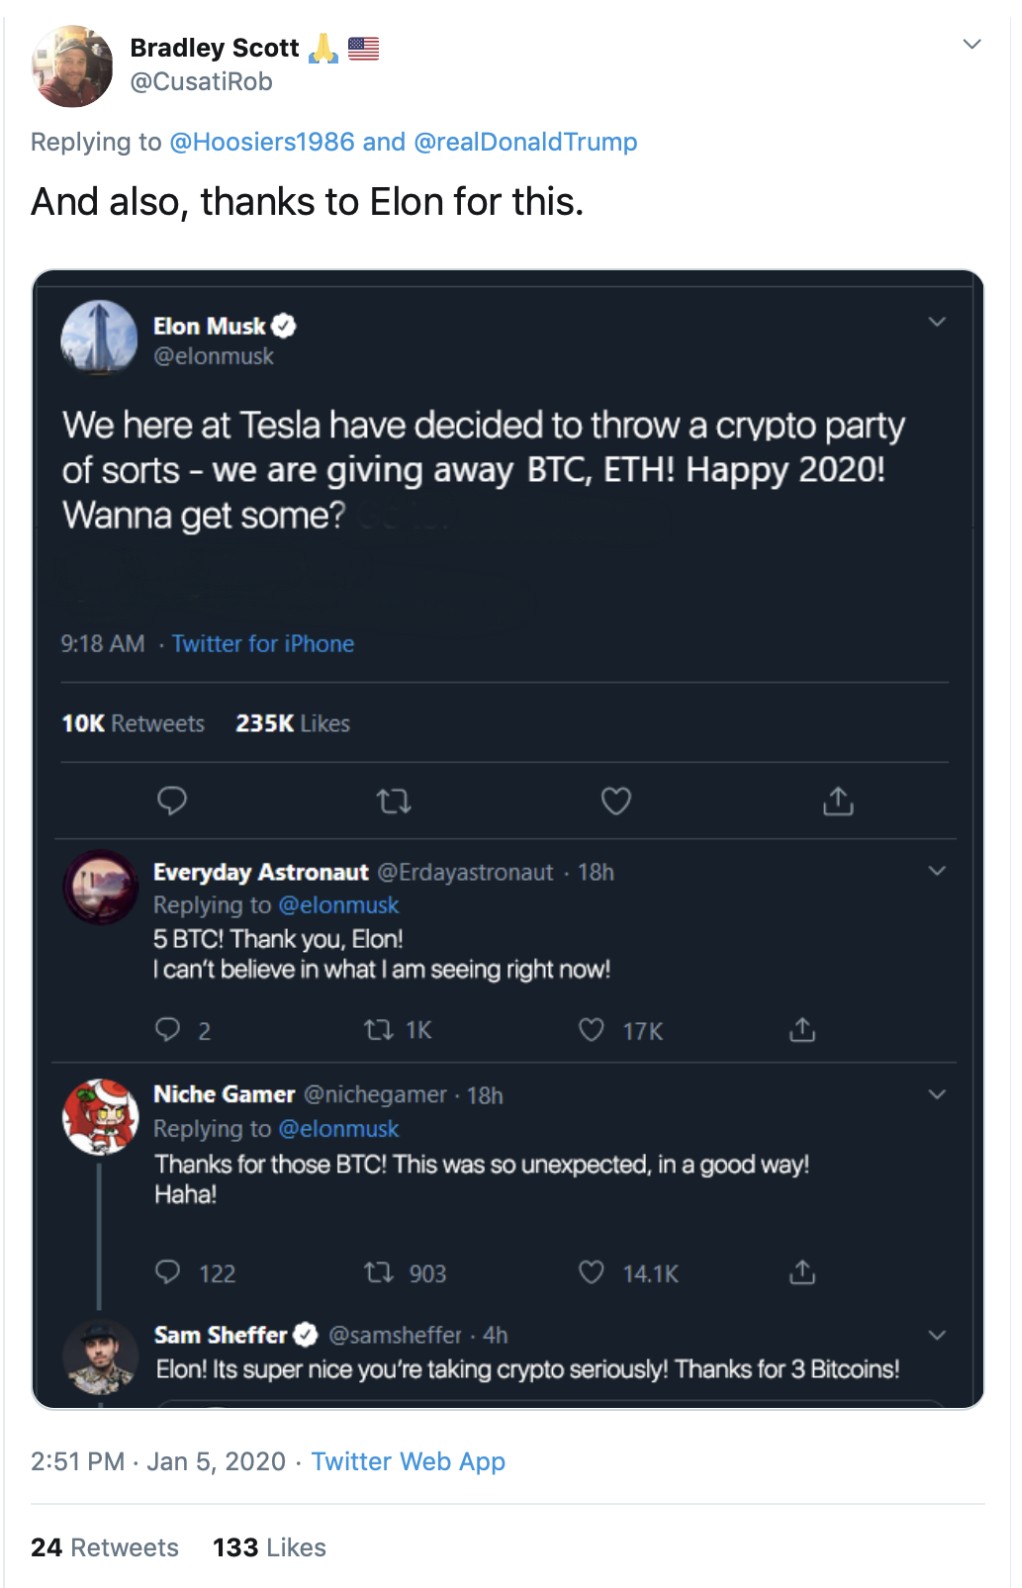 Bradley Scott 🙏 🇺🇸
@CusatiRob
Replying to @Hoosiers1986 and @realDonaldTrump
And also, thanks to Elon for this.
Elon Musk
@elonmusk
We here at Tesla have decided to throw a crypto party
of sorts - we are giving away BTC, ETH! Happy 2020!
Wanna get some?
9:18 AM · Twitter for iPhone
10K Retweets 235K Likes
Everyday Astronaut @Erdayastronaut · 18h
Replying to @elonmusk
5 BTC! Thank you, Elon!
I can't believe in what I am seeing right now!
2 1K 17K
Niche Gamer @nichegamer · 18h
Replying to @elonmusk
Thanks for those BTC! This was so unexpected, in a good way!
Haha!
122 903 14.1K
Sam Sheffer @samsheffer · 4h
Elon! Its super nice you're taking crypto seriously! Thanks for 3 Bitcoins!
2:51 PM · Jan 5, 2020 · Twitter Web App
24 Retweets 133 Likes